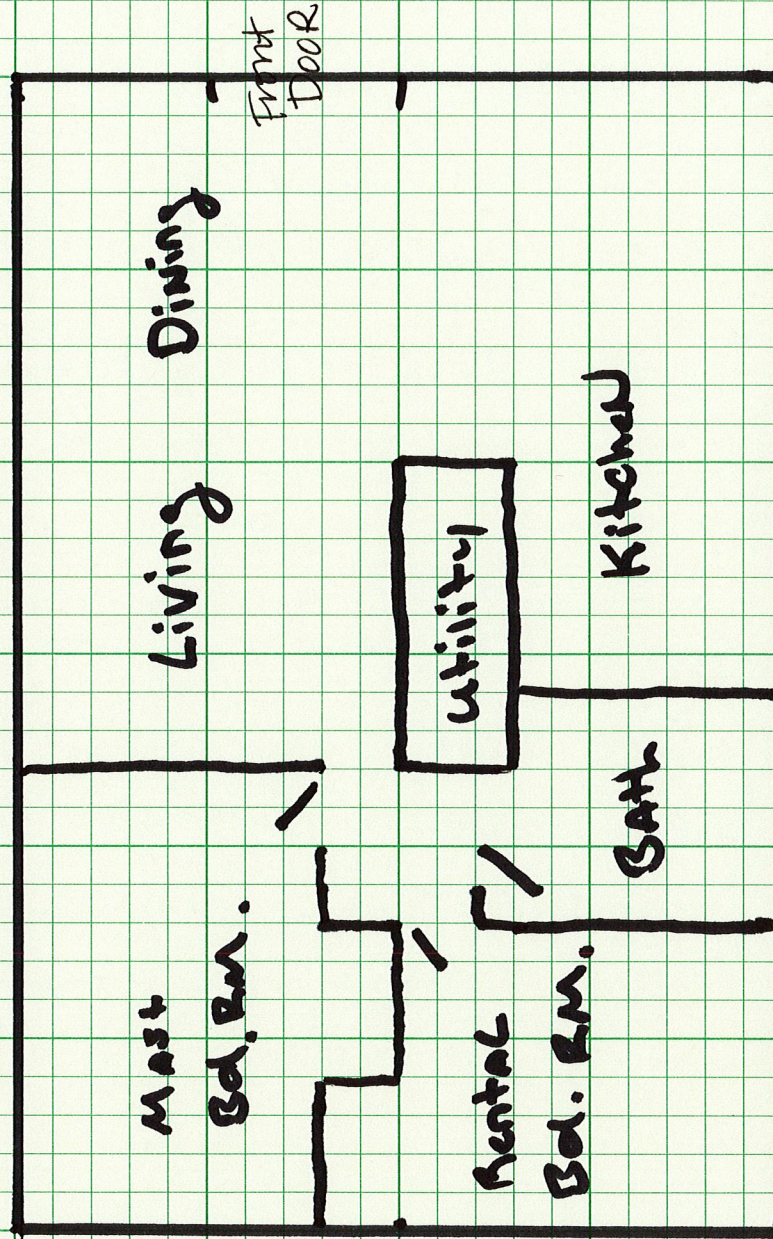 Front
DOOR
Dining
Living
Utility
Kitchen
Bath
Mast
Bd. RM.
Rental
Bd. RM.